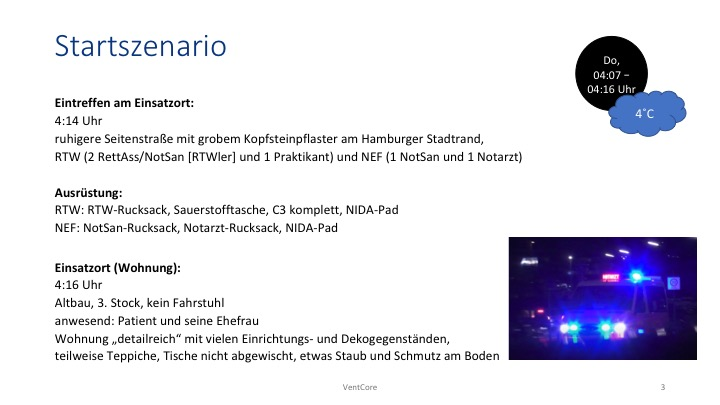 Startszenario
Do,
04:07 –
04:16 Uhr
4°C
Eintreffen am Einsatzort:
4:14 Uhr
ruhigere Seitenstraße mit grobem Kopfsteinpflaster am Hamburger Stadtrand,
RTW (2 RettAss/NotSan [RTWler] und 1 Praktikant) und NEF (1 NotSan und 1 Notarzt)
Ausrüstung:
RTW: RTW-Rucksack, Sauerstofftasche, C3 komplett, NIDA-Pad
NEF: NotSan-Rucksack, Notarzt-Rucksack, NIDA-Pad
Einsatzort (Wohnung):
4:16 Uhr
Altbau, 3. Stock, kein Fahrstuhl
anwesend: Patient und seine Ehefrau
Wohnung „detailreich“ mit vielen Einrichtungs- und Dekogegenständen,
teilweise Teppiche, Tische nicht abgewischt, etwas Staub und Schmutz am Boden
VentCore
3